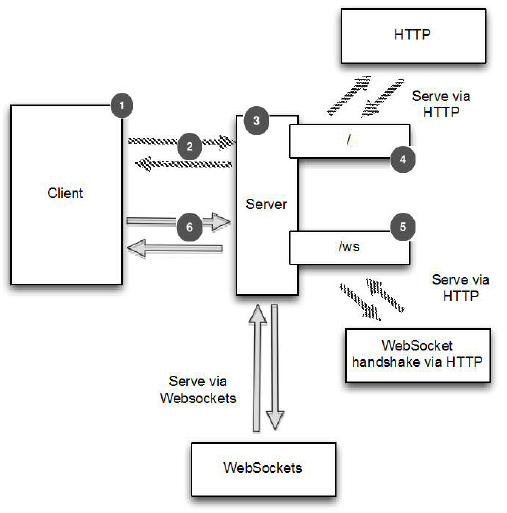 HTTP
Serve via
HTTP
1
3
2
/
4
Client
Server
6
5
/ws
Serve via
HTTP
WebSocket
handshake via HTTP
Serve via
Websockets
WebSockets